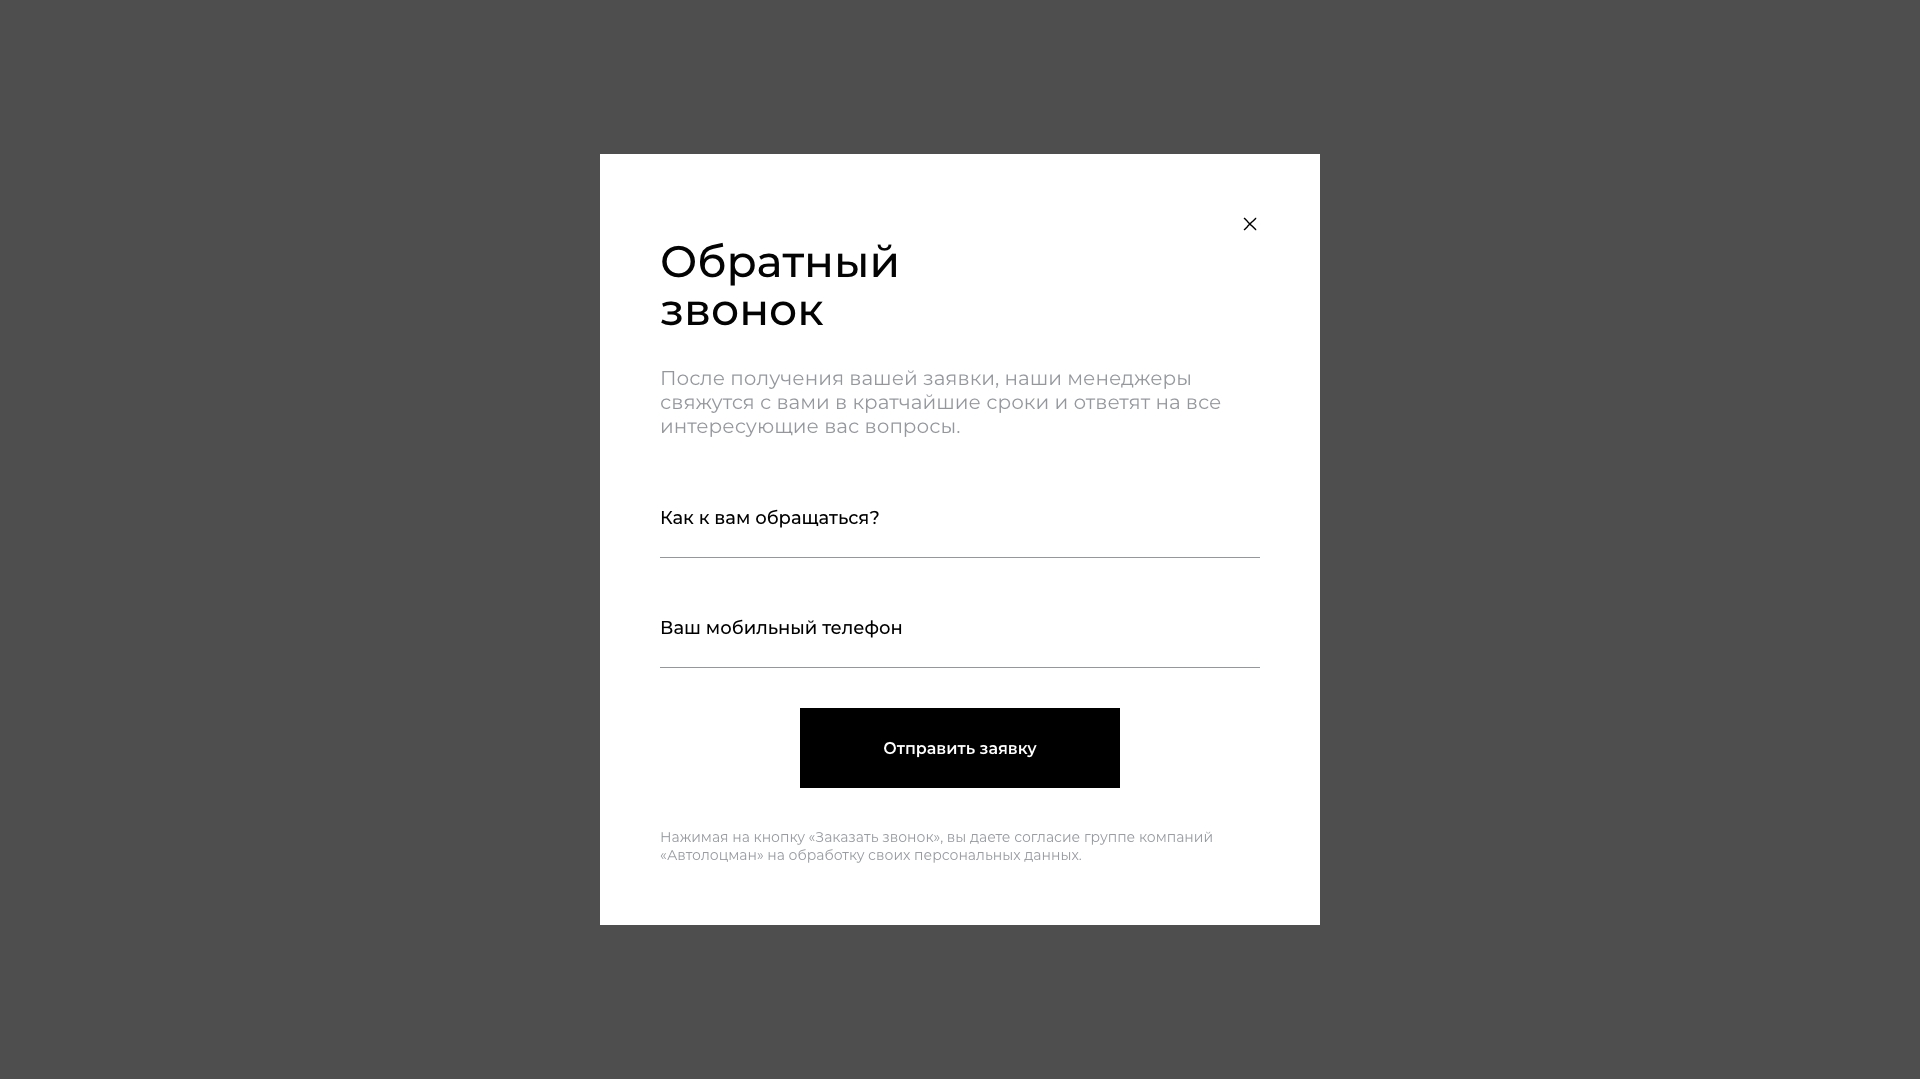 Обратный
звонок
После получения вашей заявки, наши менеджеры
свяжутся с вами в кратчайшие сроки и ответят на все
интересующие вас вопросы.
Как к вам обращаться?
Ваш мобильный телефон
Отправить заявку
Нажимая на кнопку «Заказать звонок», вы даете согласие группе компаний
«Автолоцман» на обработку своих персональных данных.